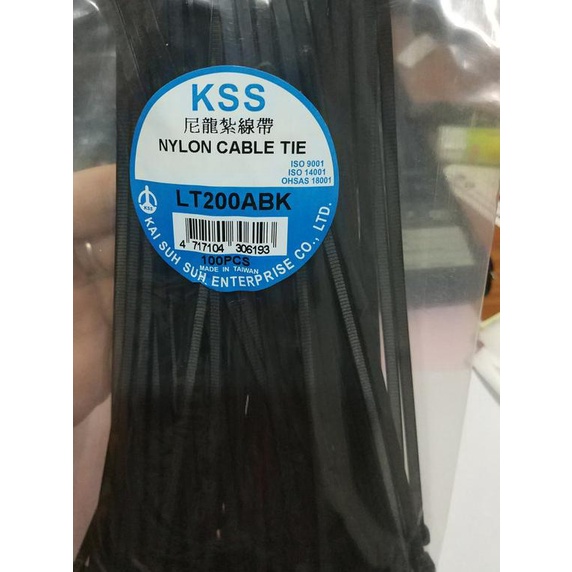 KSS
尼龍紮線帶
NYLON CABLE TIE
ISO 9001
ISO 14001
OHSAS 18001
LT200ABK
KSS
4 717104 306193
100PCS
MADE IN TAIWAN
KAI SUH SUH ENTERPRISE CO., LTD.